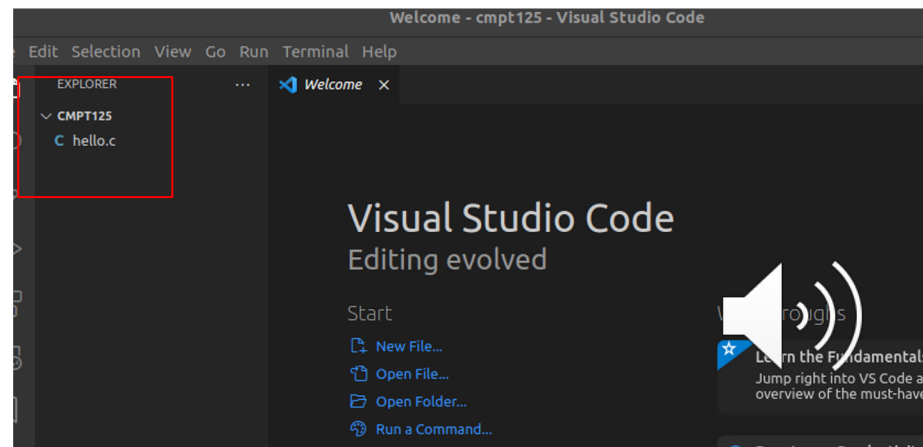 Welcome - cmpt125 - Visual Studio Code
Edit Selection View Go Run Terminal Help
EXPLORER ... Welcome ×
CMPT125
C hello.c
Visual Studio Code
Editing evolved
Start
New File...
Open File...
Open Folder...
Run a Command...
the Fundamentals
Jump right into VS Code a
overview of the must-have